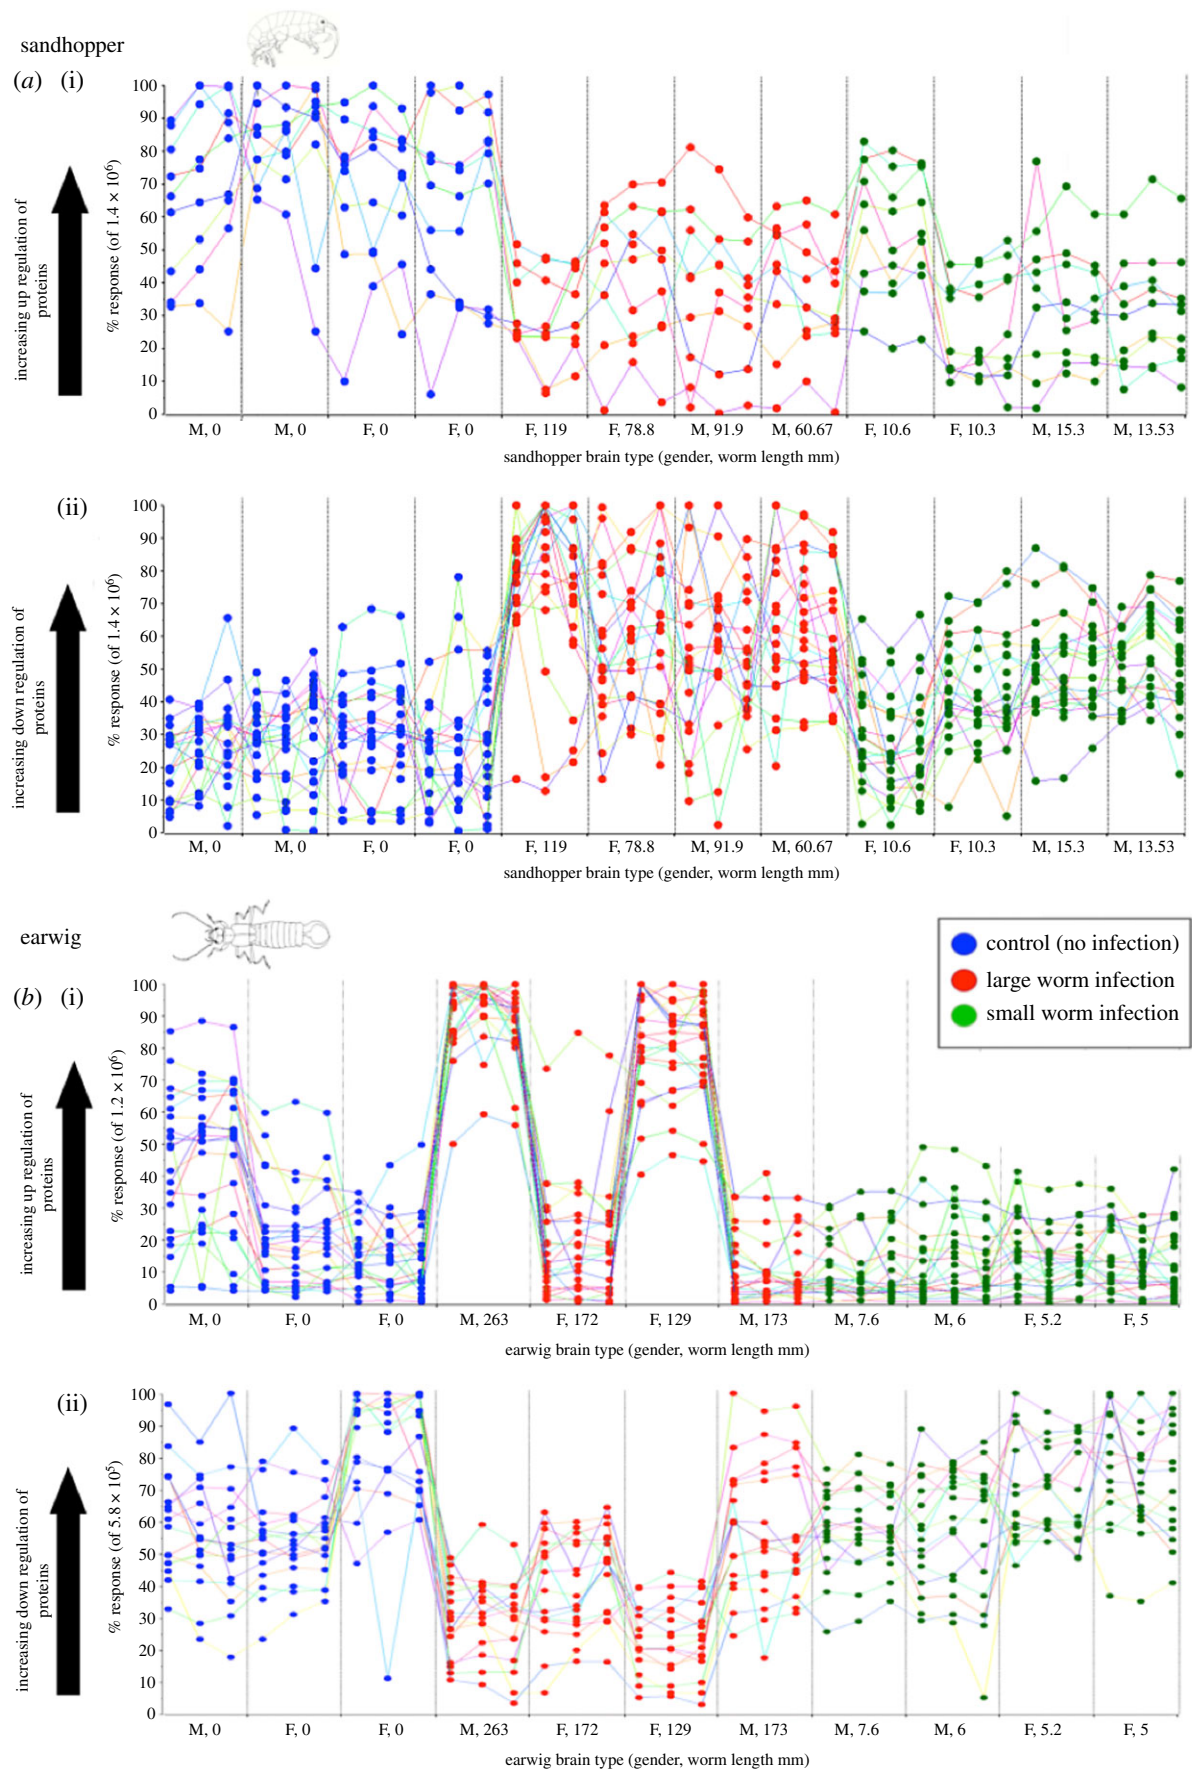 sandhopper
(a) (i)
increasing up regulation of
proteins
% response (of 1.4 × 10⁶)
100
90
80
70
60
50
40
30
20
10
0
M, 0 M, 0 F, 0 F, 0 F, 119 F, 78.8 M, 91.9 M, 60.67 F, 10.6 F, 10.3 M, 15.3 M, 13.53
sandhopper brain type (gender, worm length mm)
(ii)
increasing down regulation of
proteins
% response (of 1.4 × 10⁶)
100
90
80
70
60
50
40
30
20
10
0
M, 0 M, 0 F, 0 F, 0 F, 119 F, 78.8 M, 91.9 M, 60.67 F, 10.6 F, 10.3 M, 15.3 M, 13.53
sandhopper brain type (gender, worm length mm)
earwig
control (no infection)
large worm infection
small worm infection
(b) (i)
increasing up regulation of
proteins
% response (of 1.2 × 10⁶)
100
90
80
70
60
50
40
30
20
10
0
M, 0 F, 0 F, 0 M, 263 F, 172 F, 129 M, 173 M, 7.6 M, 6 F, 5.2 F, 5
earwig brain type (gender, worm length mm)
(ii)
increasing down regulation of
proteins
% response (of 5.8 × 10⁵)
100
90
80
70
60
50
40
30
20
10
0
M, 0 F, 0 F, 0 M, 263 F, 172 F, 129 M, 173 M, 7.6 M, 6 F, 5.2 F, 5
earwig brain type (gender, worm length mm)